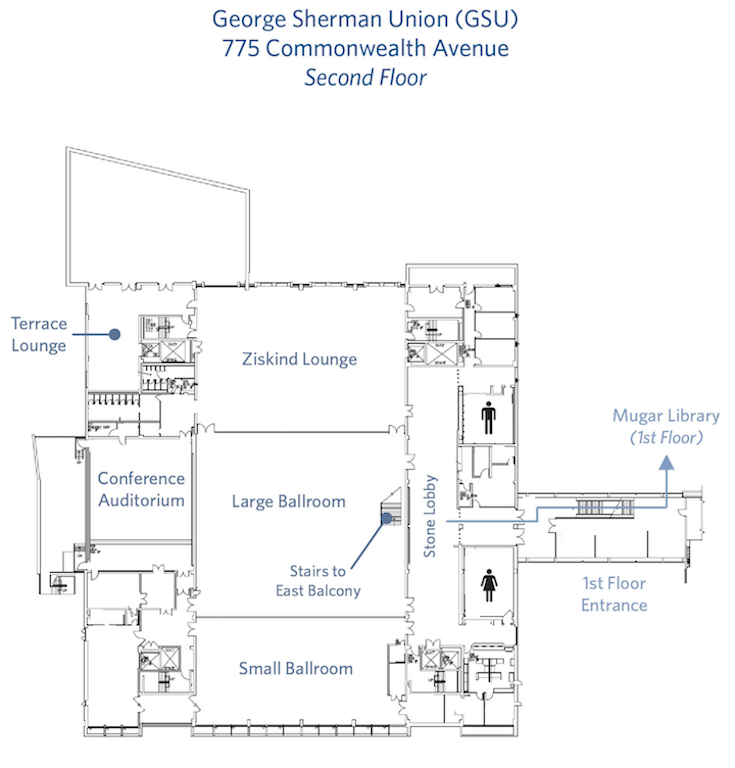 George Sherman Union (GSU)
775 Commonwealth Avenue
Second Floor
Terrace
Lounge
Ziskind Lounge
Mugar Library
(1st Floor)
Conference
Auditorium
Large Ballroom
Stone Lobby
Stairs to
East Balcony
1st Floor
Entrance
Small Ballroom